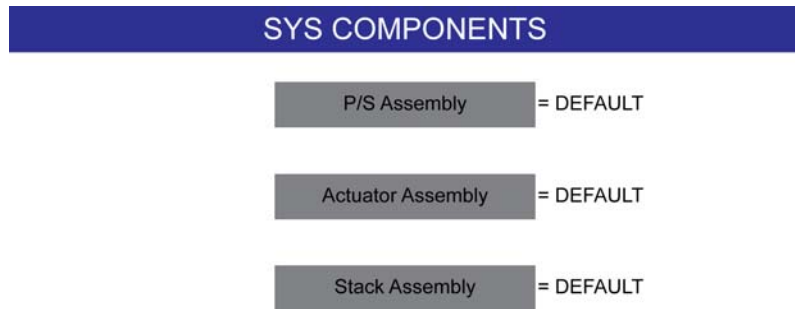 SYS COMPONENTS
P/S Assembly = DEFAULT
Actuator Assembly = DEFAULT
Stack Assembly = DEFAULT